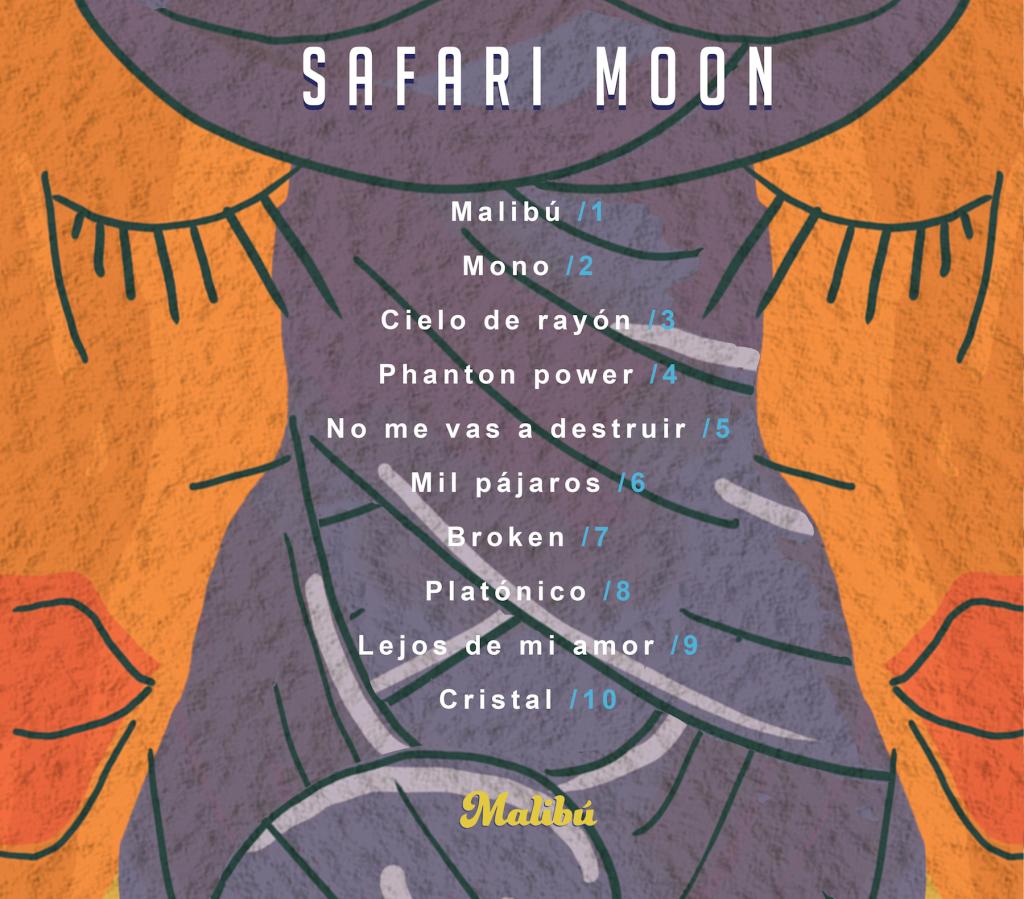 SAFARI MOON
Malibú /1
Mono /2
Cielo de rayón /3
Phanton power /4
No me vas a destruir /5
Mil pájaros /6
Broken /7
Platónico /8
Lejos de mi amor /9
Cristal /10
Malibú